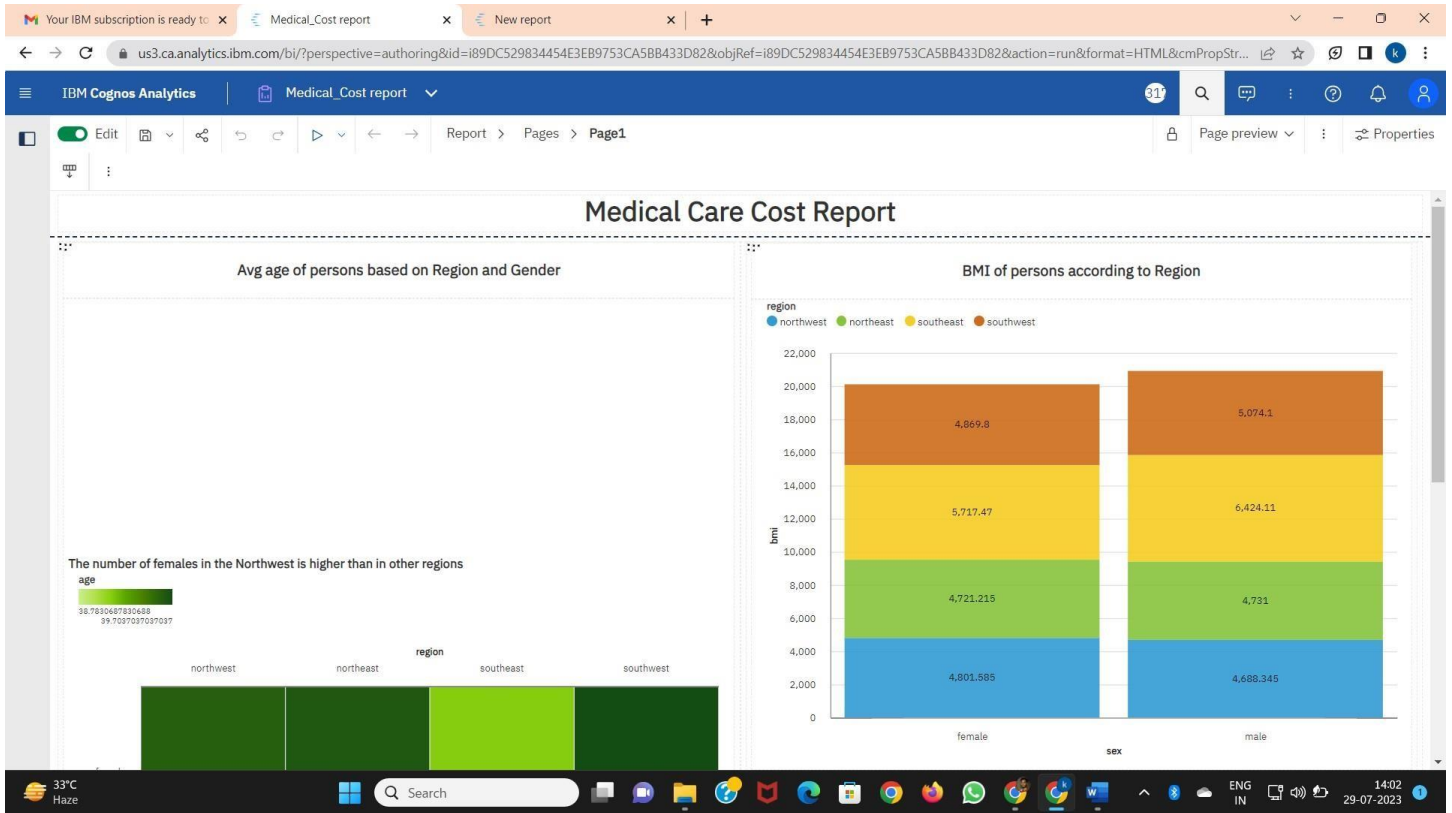 Your IBM subscription is ready to
Medical_Cost report
New report
us3.ca.analytics.ibm.com/bi/?perspective=authoring&id=i89DC529834454E3EB9753CA5BB433D82&objRef=i89DC529834454E3EB9753CA5BB433D82&action=run&format=HTML&cmPropStr...
k
IBM Cognos Analytics
Medical_Cost report
Edit
Report > Pages > Page1
Page preview
Properties
Medical Care Cost Report
Avg age of persons based on Region and Gender
The number of females in the Northwest is higher than in other regions
age
38.7830687830688
39.7037037037037
region
northwest northeast southeast southwest
BMI of persons according to Region
region
northwest northeast southeast southwest
22,000
20,000
18,000
16,000
14,000
12,000
10,000
8,000
6,000
4,000
2,000
0
bmi
4,869.8
5,074.1
5,717.47
6,424.11
4,721.215
4,731
4,801.585
4,688.345
female male
sex
33°C
Haze
Search
ENG
IN
14:02
29-07-2023
1